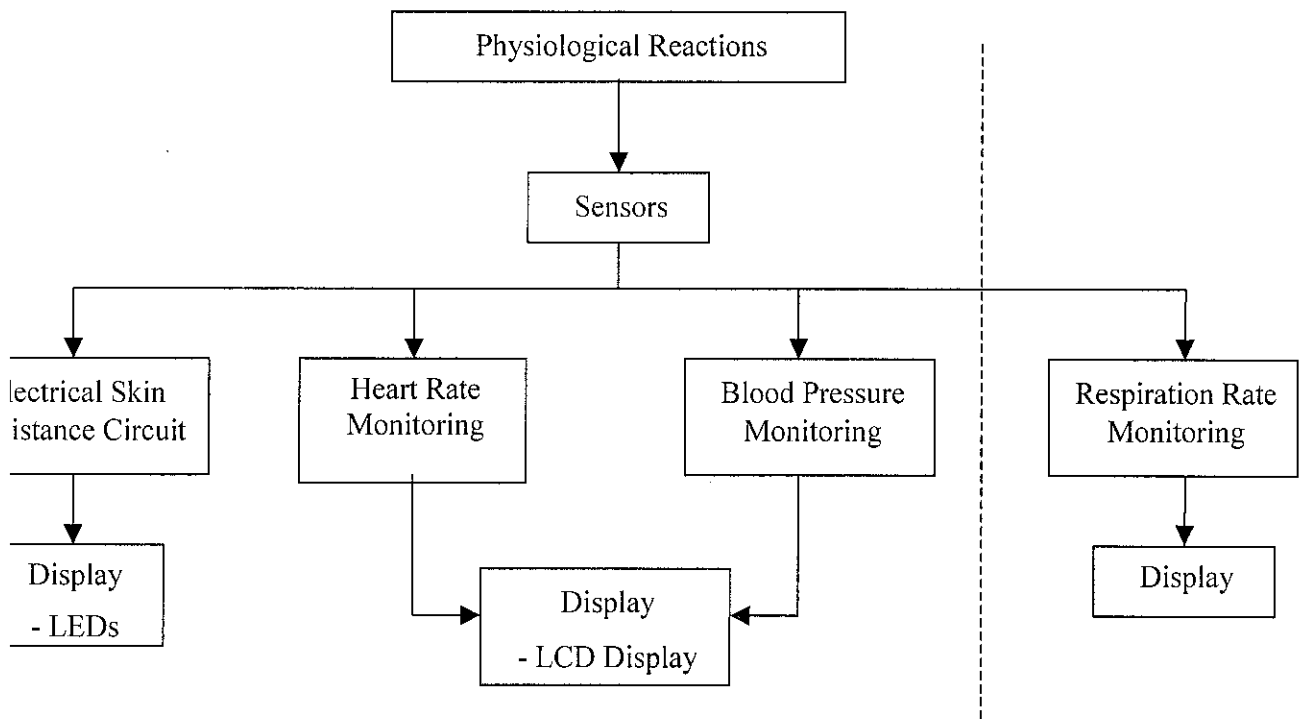 Physiological Reactions
Sensors
lectrical Skin
istance Circuit
Heart Rate
Monitoring
Blood Pressure
Monitoring
Respiration Rate
Monitoring
Display
- LEDs
Display
- LCD Display
Display